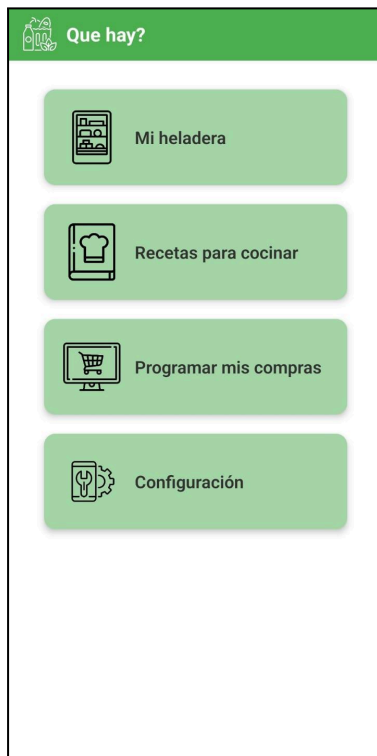 Que hay?
Mi heladera
Recetas para cocinar
Programar mis compras
Configuración